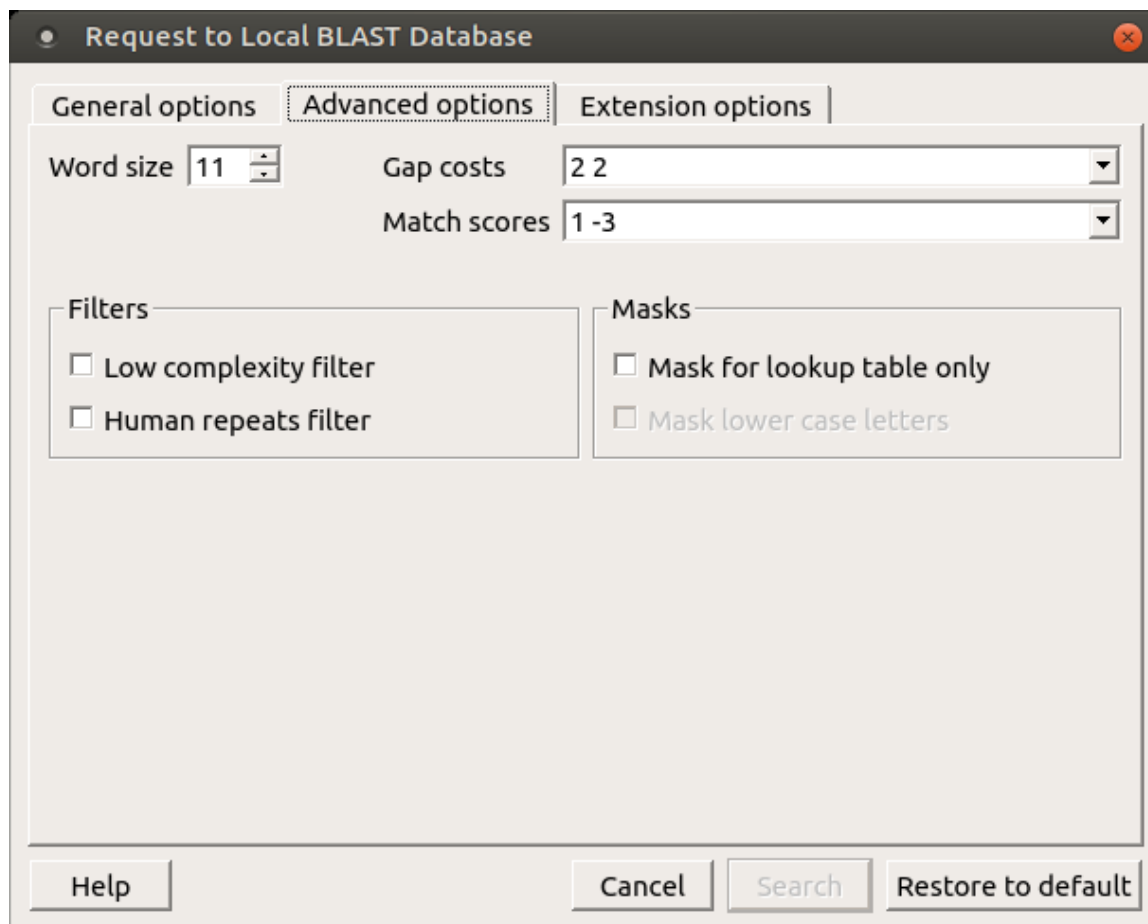 Request to Local BLAST Database
General options Advanced options Extension options
Word size 11 Gap costs 2 2
Match scores 1 -3
Filters Masks
Low complexity filter Mask for lookup table only
Human repeats filter Mask lower case letters
Help Cancel Search Restore to default